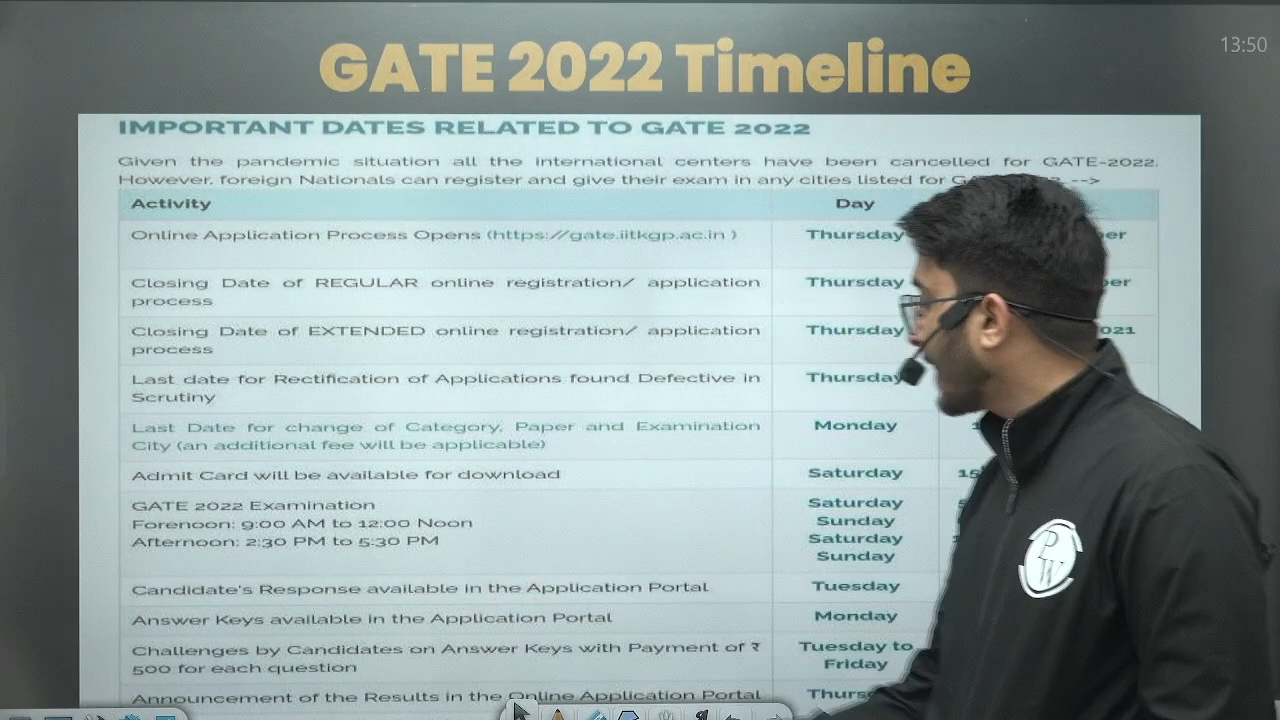 13:50
GATE 2022 Timeline
IMPORTANT DATES RELATED TO GATE 2022
Given the pandemic situation all the international centers have been cancelled for GATE-2022.
However, foreign Nationals can register and give their exam in any cities listed for -->
Activity Day
Online Application Process Opens (https://gate.iitkgp.ac.in ) Thursday
Closing Date of REGULAR online registration/ application
process Thursday
Closing Date of EXTENDED online registration/ application
process Thursday
Last date for Rectification of Applications found Defective in
Scrutiny Thursday
Last Date for change of Category, Paper and Examination
City (an additional fee will be applicable) Monday
Admit Card will be available for download Saturday
GATE 2022 Examination Saturday
Forenoon: 9:00 AM to 12:00 Noon Sunday
Afternoon: 2:30 PM to 5:30 PM Saturday
Sunday
Candidate's Response available in the Application Portal Tuesday
Answer Keys available in the Application Portal Monday
Challenges by Candidates on Answer Keys with Payment of ₹ Tuesday to
500 for each question Friday
Announcement of the Results in the Online Application Portal
PW